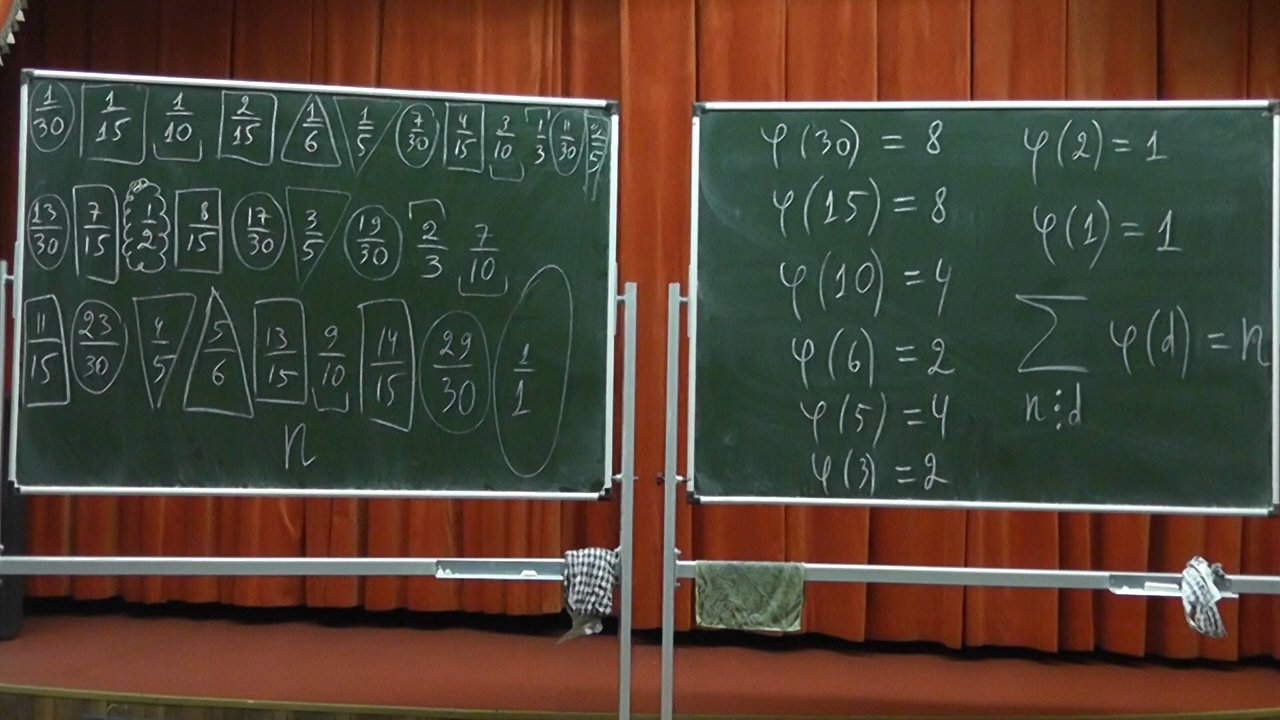 1/30 1/15 1/10 2/15 1/6 1/5 7/30 4/15 3/10 1/3 11/30 2/5
13/30 7/15 1/2 8/15 17/30 3/5 19/30 2/3 7/10
11/15 23/30 4/5 5/6 13/15 9/10 14/15 29/30 1/1
n
φ(30) = 8
φ(15) = 8
φ(10) = 4
φ(6) = 2
φ(5) = 4
φ(3) = 2
φ(2) = 1
φ(1) = 1
∑ φ(d) = n
n⋮d